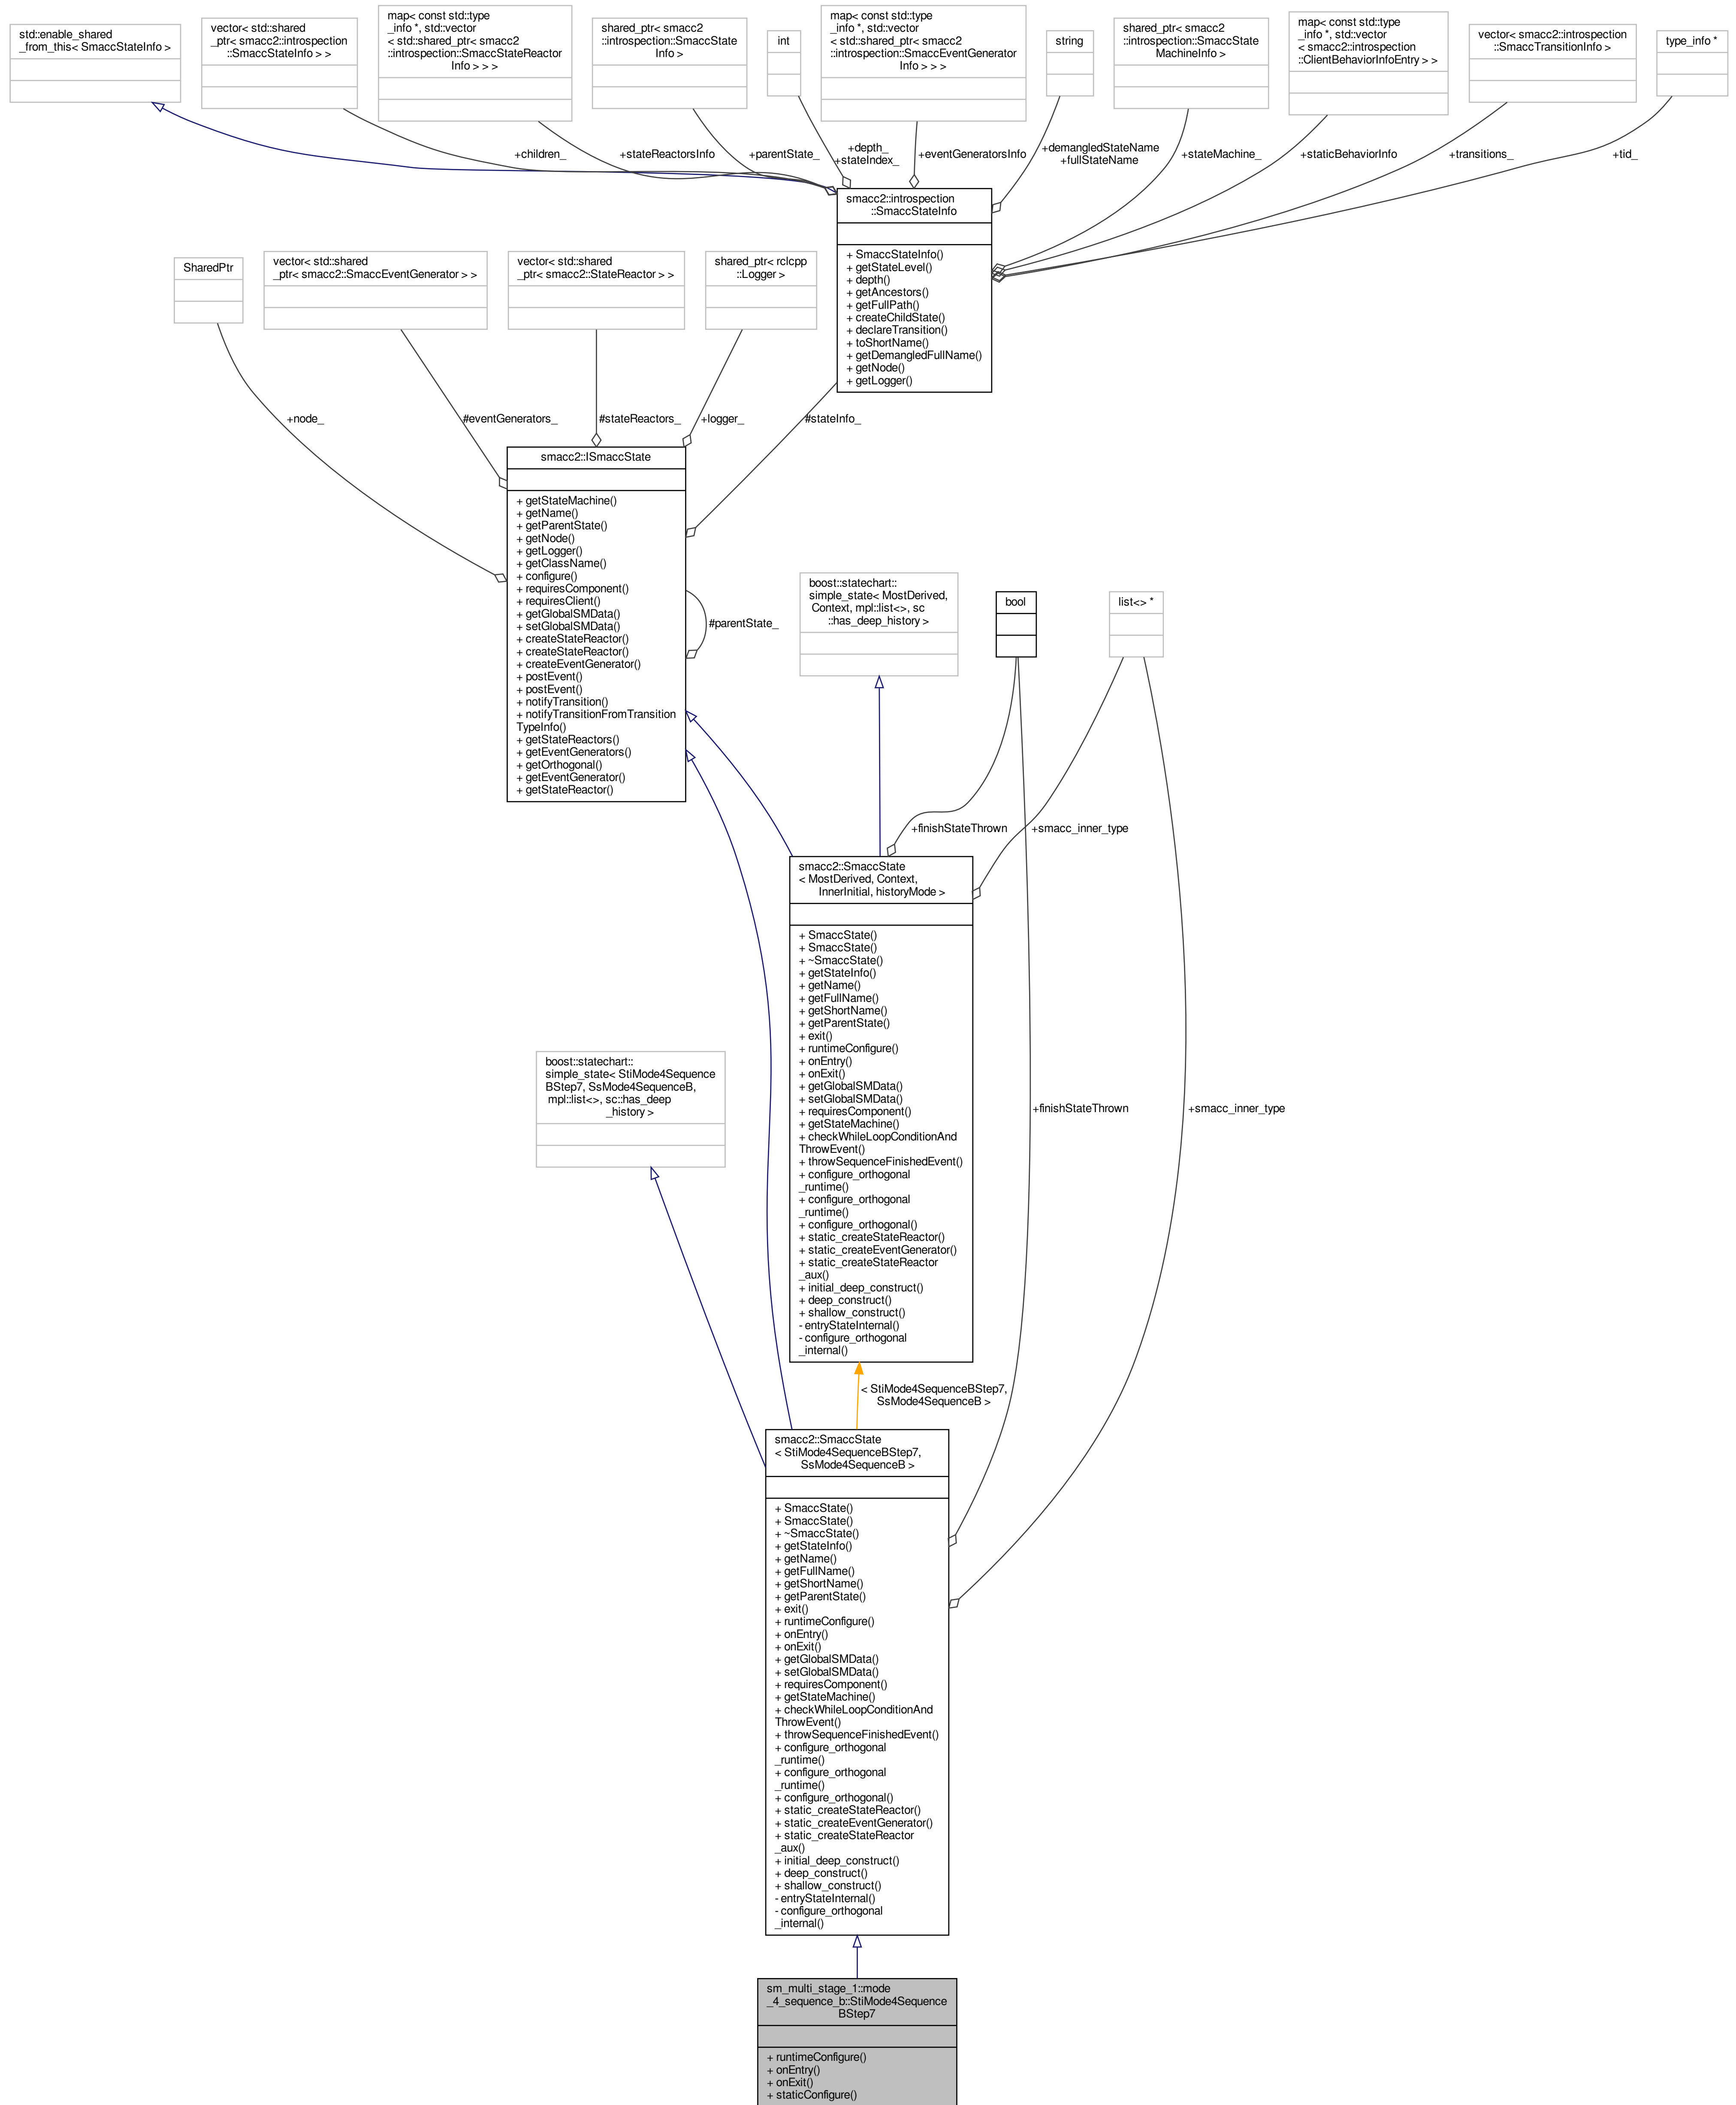 std::enable_shared
_from_this< SmaccStateInfo >
vector< std::shared
_ptr< smacc2::introspection
::SmaccStateInfo > >
map< const std::type
_info *, std::vector
< std::shared_ptr< smacc2
::introspection::SmaccStateReactor
Info > > >
shared_ptr< smacc2
::introspection::SmaccState
Info >
int
map< const std::type
_info *, std::vector
< std::shared_ptr< smacc2
::introspection::SmaccEventGenerator
Info > > >
string
shared_ptr< smacc2
::introspection::SmaccState
MachineInfo >
map< const std::type
_info *, std::vector
< smacc2::introspection
::ClientBehaviorInfoEntry > >
vector< smacc2::introspection
::SmaccTransitionInfo >
type_info *
+children_
+stateReactorsInfo
+parentState_
+depth_
+stateIndex_
+eventGeneratorsInfo
+demangledStateName
+fullStateName
+stateMachine_
+staticBehaviorInfo
+transitions_
+tid_
smacc2::introspection
::SmaccStateInfo
+ SmaccStateInfo()
+ getStateLevel()
+ depth()
+ getAncestors()
+ getFullPath()
+ createChildState()
+ declareTransition()
+ toShortName()
+ getDemangledFullName()
+ getNode()
+ getLogger()
SharedPtr
vector< std::shared
_ptr< smacc2::SmaccEventGenerator > >
vector< std::shared
_ptr< smacc2::StateReactor > >
shared_ptr< rclcpp
::Logger >
+node_
#eventGenerators_
#stateReactors_
+logger_
#stateInfo_
smacc2::ISmaccState
+ getStateMachine()
+ getName()
+ getParentState()
+ getNode()
+ getLogger()
+ getClassName()
+ configure()
+ requiresComponent()
+ requiresClient()
+ getGlobalSMData()
+ setGlobalSMData()
+ createStateReactor()
+ createStateReactor()
+ createEventGenerator()
+ postEvent()
+ postEvent()
+ notifyTransition()
+ notifyTransitionFromTransition
TypeInfo()
+ getStateReactors()
+ getEventGenerators()
+ getOrthogonal()
+ getEventGenerator()
+ getStateReactor()
#parentState_
boost::statechart::
simple_state< MostDerived,
Context, mpl::list<>, sc
::has_deep_history >
bool
list<> *
+finishStateThrown
+smacc_inner_type
smacc2::SmaccState
< MostDerived, Context,
InnerInitial, historyMode >
+ SmaccState()
+ SmaccState()
+ ~SmaccState()
+ getStateInfo()
+ getName()
+ getFullName()
+ getShortName()
+ getParentState()
+ exit()
+ runtimeConfigure()
+ onEntry()
+ onExit()
+ getGlobalSMData()
+ setGlobalSMData()
+ requiresComponent()
+ getStateMachine()
+ checkWhileLoopConditionAnd
ThrowEvent()
+ throwSequenceFinishedEvent()
+ configure_orthogonal
_runtime()
+ configure_orthogonal
_runtime()
+ configure_orthogonal()
+ static_createStateReactor()
+ static_createEventGenerator()
+ static_createStateReactor
_aux()
+ initial_deep_construct()
+ deep_construct()
+ shallow_construct()
- entryStateInternal()
- configure_orthogonal
_internal()
boost::statechart::
simple_state< StiMode4Sequence
BStep7, SsMode4SequenceB,
mpl::list<>, sc::has_deep
_history >
+finishStateThrown
+smacc_inner_type
< StiMode4SequenceBStep7,
SsMode4SequenceB >
smacc2::SmaccState
< StiMode4SequenceBStep7,
SsMode4SequenceB >
+ SmaccState()
+ SmaccState()
+ ~SmaccState()
+ getStateInfo()
+ getName()
+ getFullName()
+ getShortName()
+ getParentState()
+ exit()
+ runtimeConfigure()
+ onEntry()
+ onExit()
+ getGlobalSMData()
+ setGlobalSMData()
+ requiresComponent()
+ getStateMachine()
+ checkWhileLoopConditionAnd
ThrowEvent()
+ throwSequenceFinishedEvent()
+ configure_orthogonal
_runtime()
+ configure_orthogonal
_runtime()
+ configure_orthogonal()
+ static_createStateReactor()
+ static_createEventGenerator()
+ static_createStateReactor
_aux()
+ initial_deep_construct()
+ deep_construct()
+ shallow_construct()
- entryStateInternal()
- configure_orthogonal
_internal()
sm_multi_stage_1::mode
_4_sequence_b::StiMode4Sequence
BStep7
+ runtimeConfigure()
+ onEntry()
+ onExit()
+ staticConfigure()